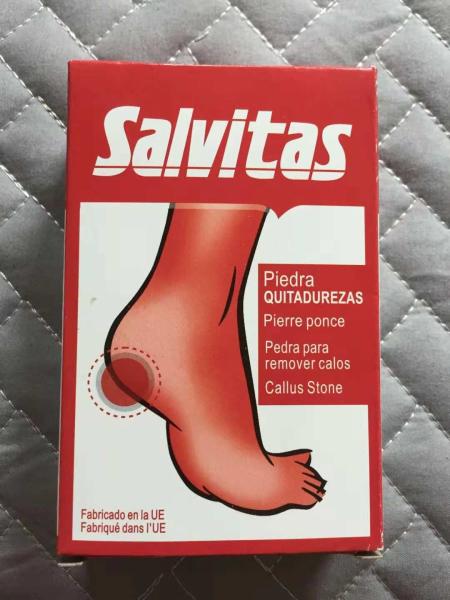 Salvitas
Piedra
QUITADUREZAS
Pierre ponce
Pedra para
remover calos
Callus Stone
Fabricado en la UE
Fabriqué dans l'UE